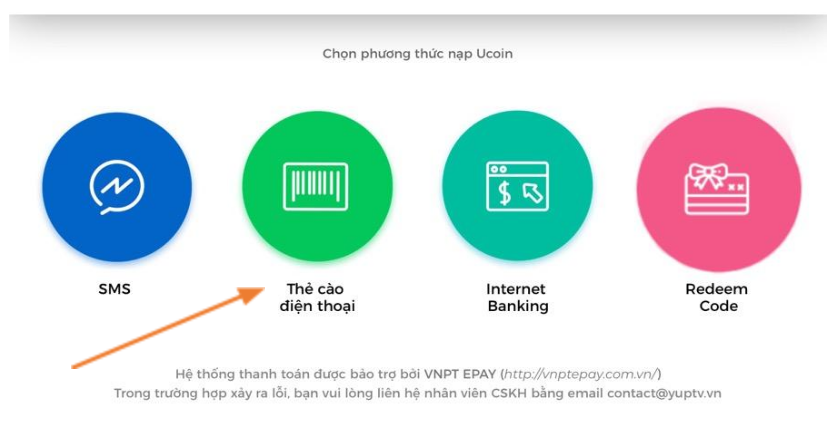 Chọn phương thức nạp Ucoin
SMS
Thẻ cào
điện thoại
Internet
Banking
Redeem
Code
Hệ thống thanh toán được bảo trợ bởi VNPT EPAY (http://vnptepay.com.vn/)
Trong trường hợp xảy ra lỗi, bạn vui lòng liên hệ nhân viên CSKH bằng email contact@yuptv.vn